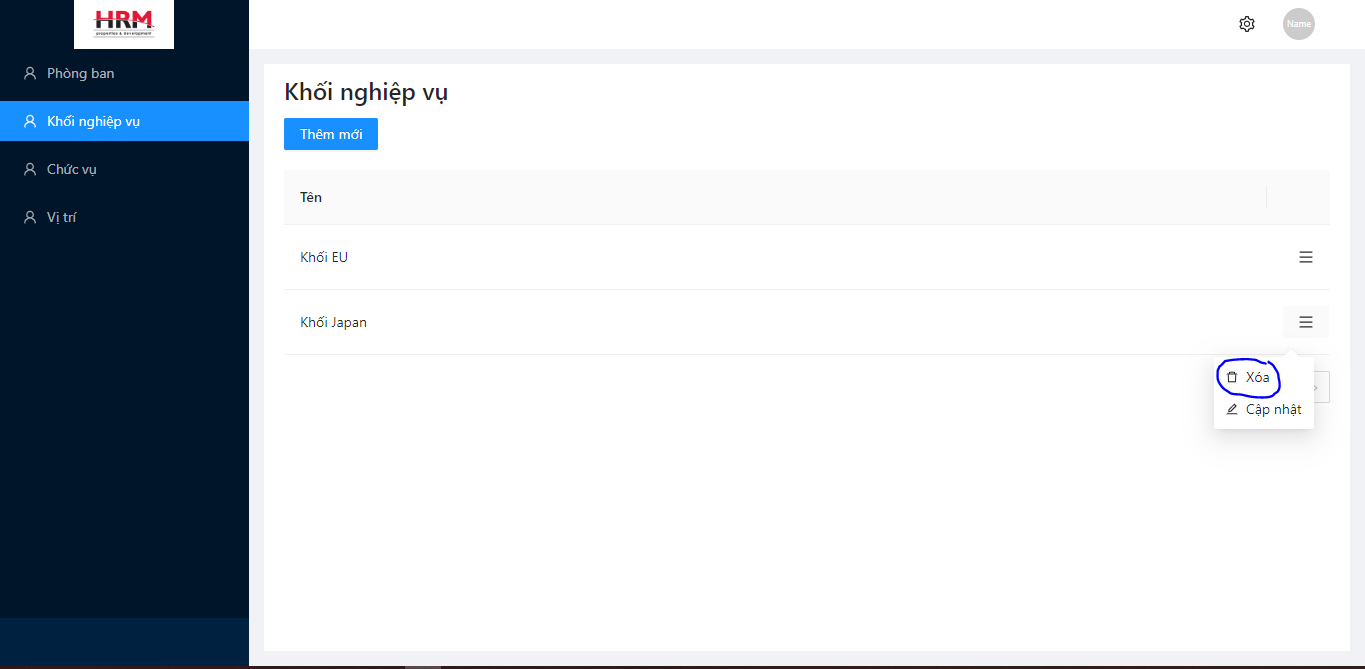 HRM
properties & development
Name
Phòng ban
Khối nghiệp vụ
Chức vụ
Vị trí
Khối nghiệp vụ
Thêm mới
Tên
Khối EU
Khối Japan
Xóa
Cập nhật